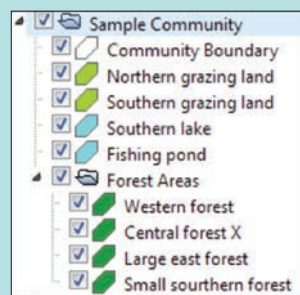 Sample Community
Community Boundary
Northern grazing land
Southern grazing land
Southern lake
Fishing pond
Forest Areas
Western forest
Central forest X
Large east forest
Small sourthern forest